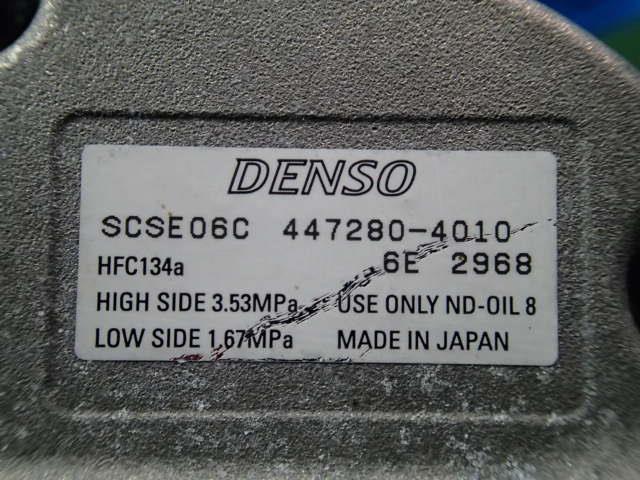 DENSO
SCSE06C 447280-4010
HFC134a 6E 2968
HIGH SIDE 3.53MPa USE ONLY ND-OIL 8
LOW SIDE 1.67MPa MADE IN JAPAN